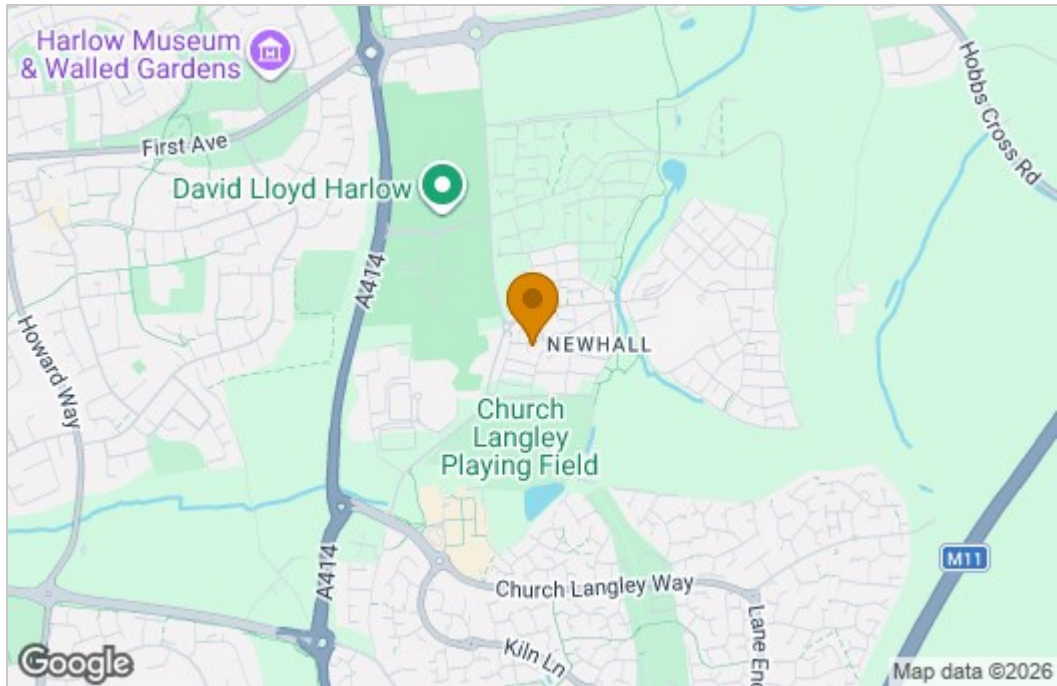 Harlow Museum
& Walled Gardens
First Ave
Hobbs Cross Rd
David Lloyd Harlow
A414
Howard Way
NEWHALL
Church
Langley
Playing Field
A414
M11
Church Langley Way
Kiln Ln
Lane End
Google
Map data ©2026